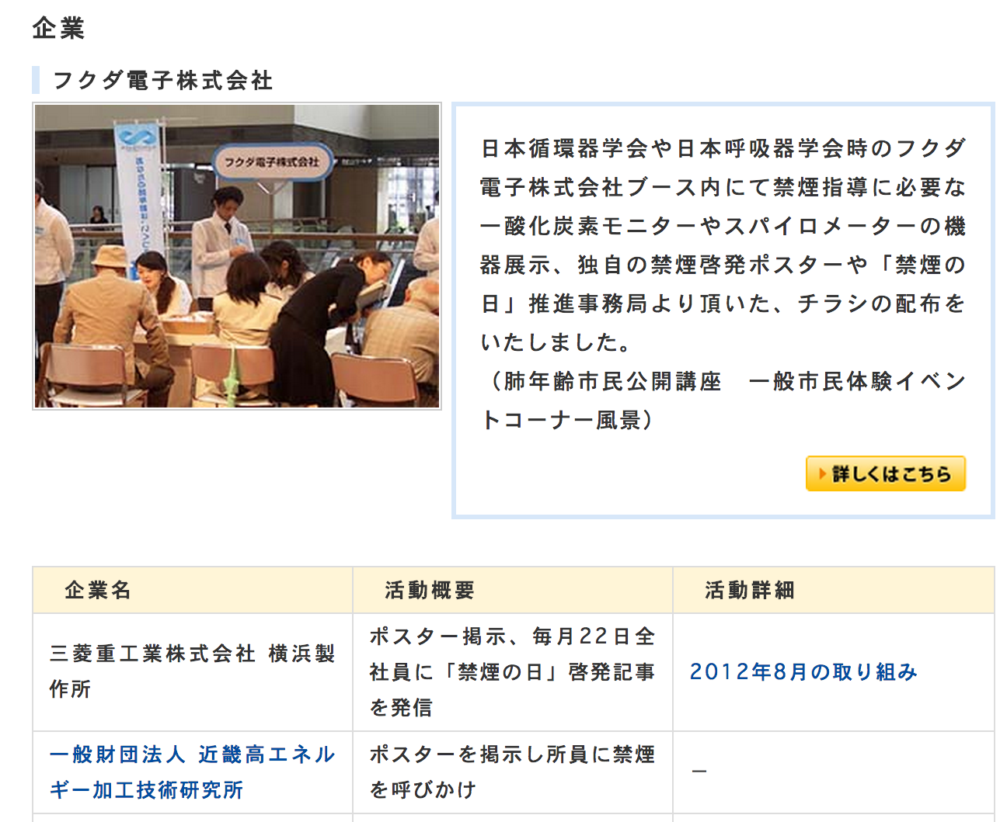 企業
フクダ電子株式会社
フクダ電子株式会社
あなたの肺年齢は、いくつ
日本循環器学会や日本呼吸器学会時のフクダ
電子株式会社ブース内にて禁煙指導に必要な
一酸化炭素モニターやスパイロメーターの機
器展示、独自の禁煙啓発ポスターや「禁煙の
日」推進事務局より頂いた、チラシの配布を
いたしました。
（肺年齢市民公開講座　一般市民体験イベン
トコーナー風景）
詳しくはこちら
企業名 活動概要 活動詳細
三菱重工業株式会社 横浜製
作所
ポスター掲示、毎月22日全
社員に「禁煙の日」啓発記事
を発信
2012年8月の取り組み
一般財団法人 近畿高エネル
ギー加工技術研究所
ポスターを掲示し所員に禁煙
を呼びかけ
－